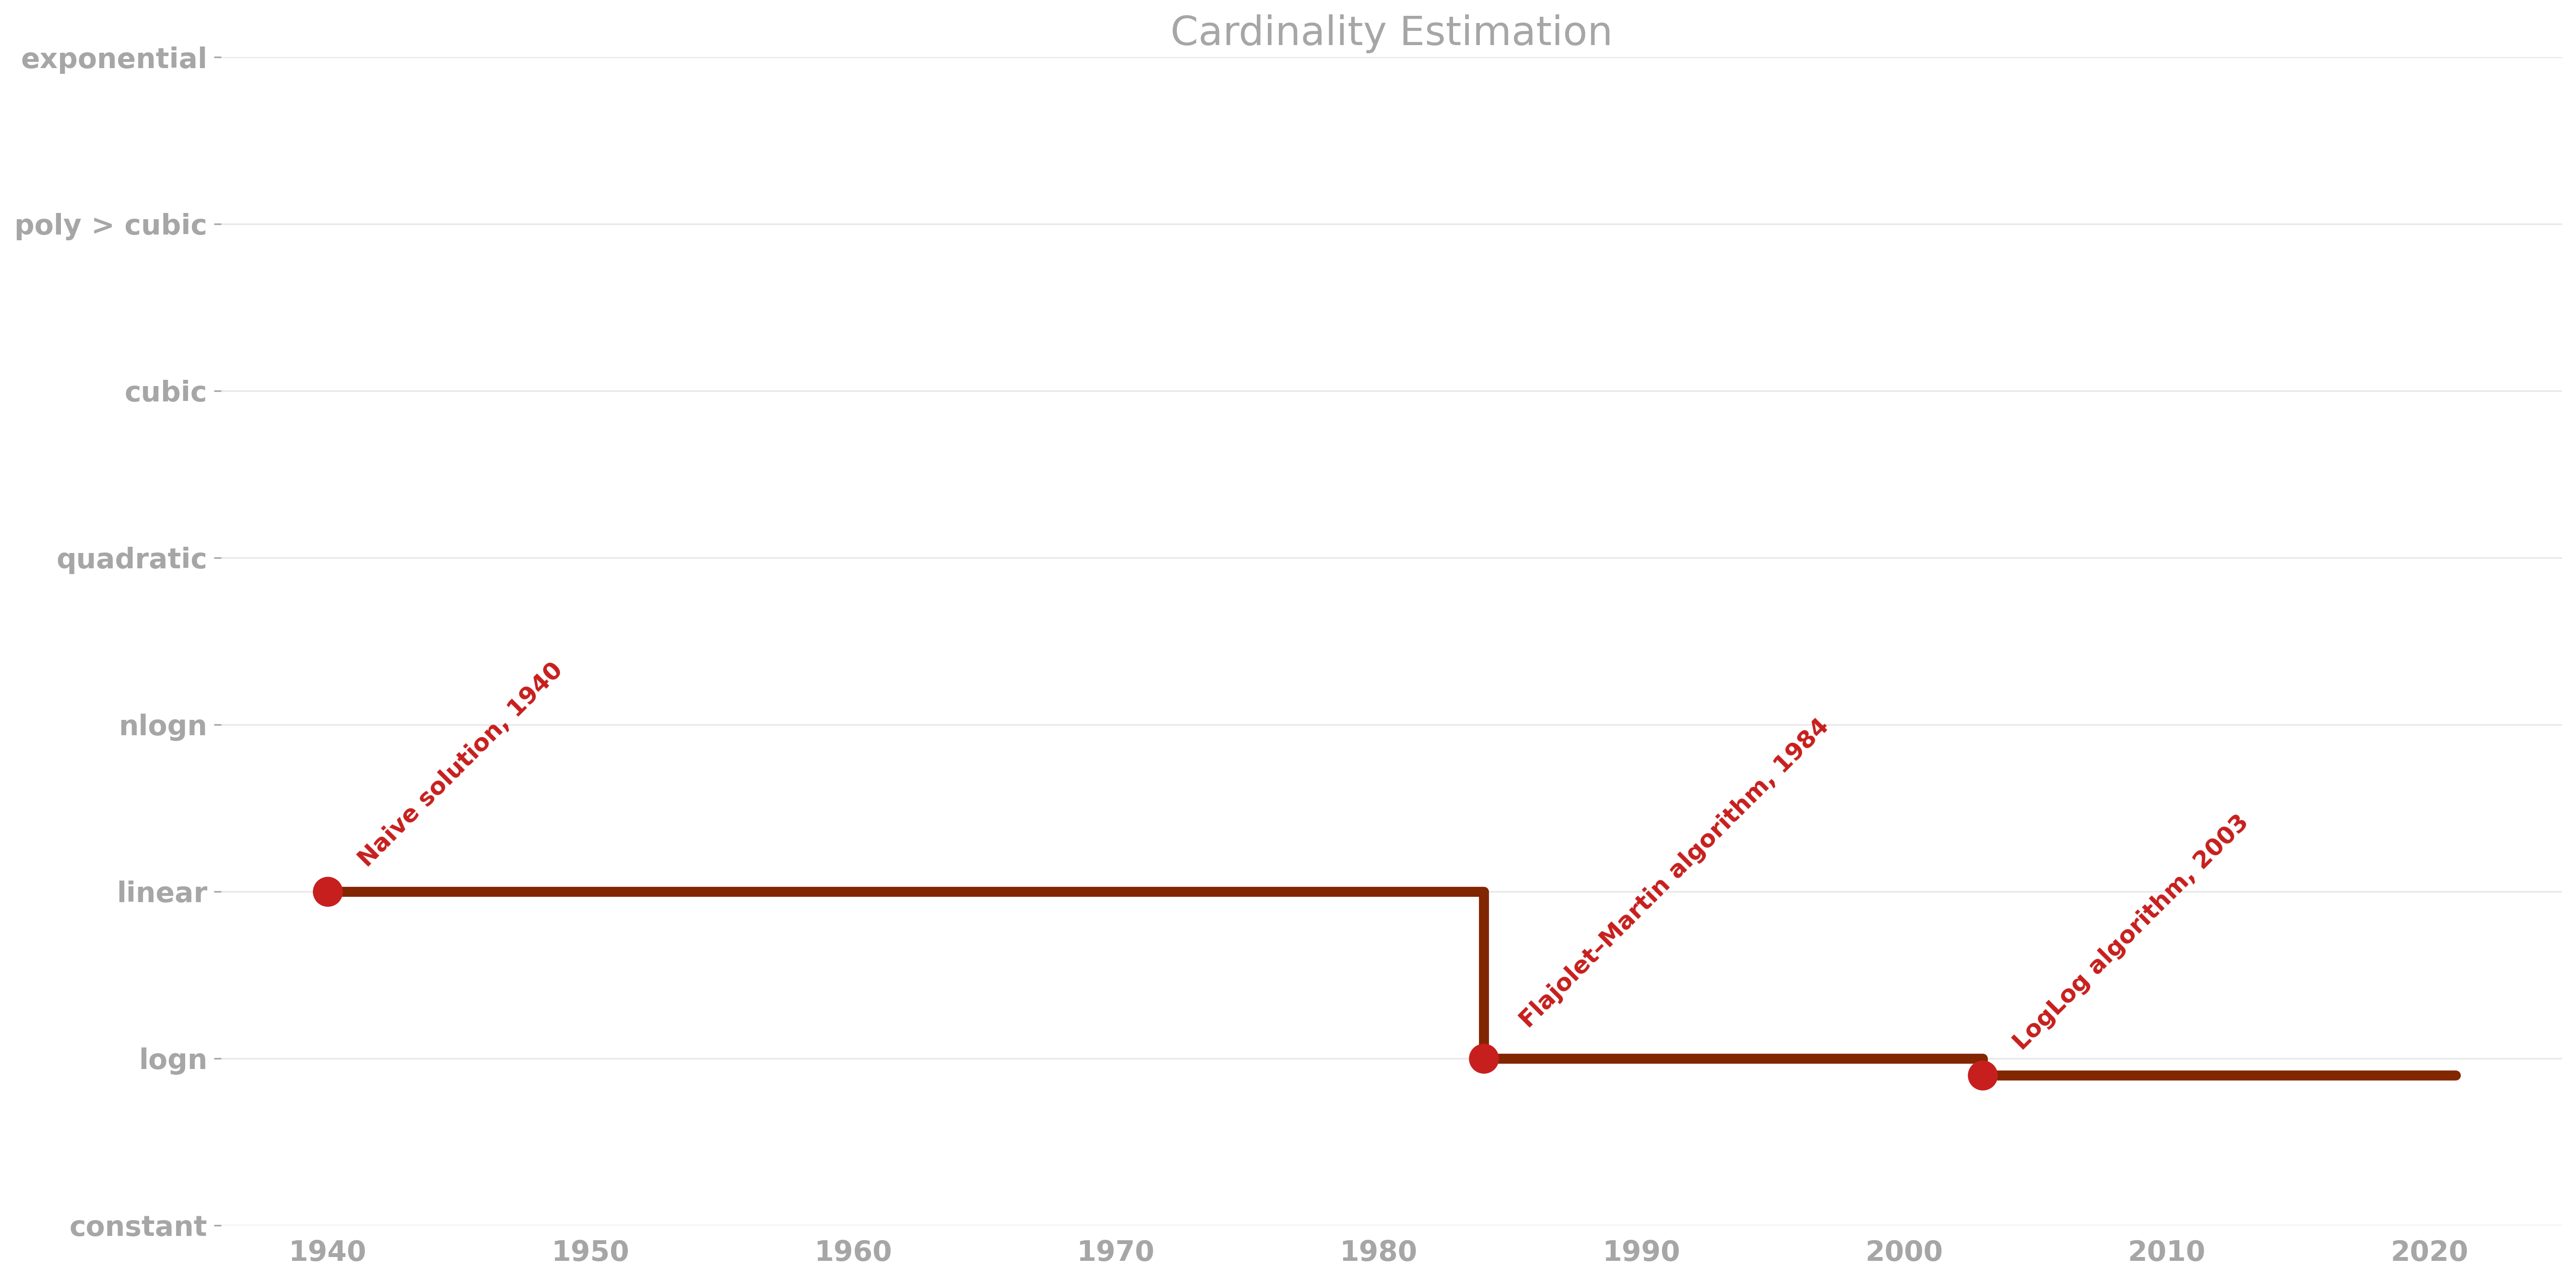 Cardinality Estimation
exponential
poly > cubic
cubic
quadratic
nlogn
linear
logn
constant
Naive solution, 1940
Flajolet–Martin algorithm, 1984
LogLog algorithm, 2003
1940 1950 1960 1970 1980 1990 2000 2010 2020